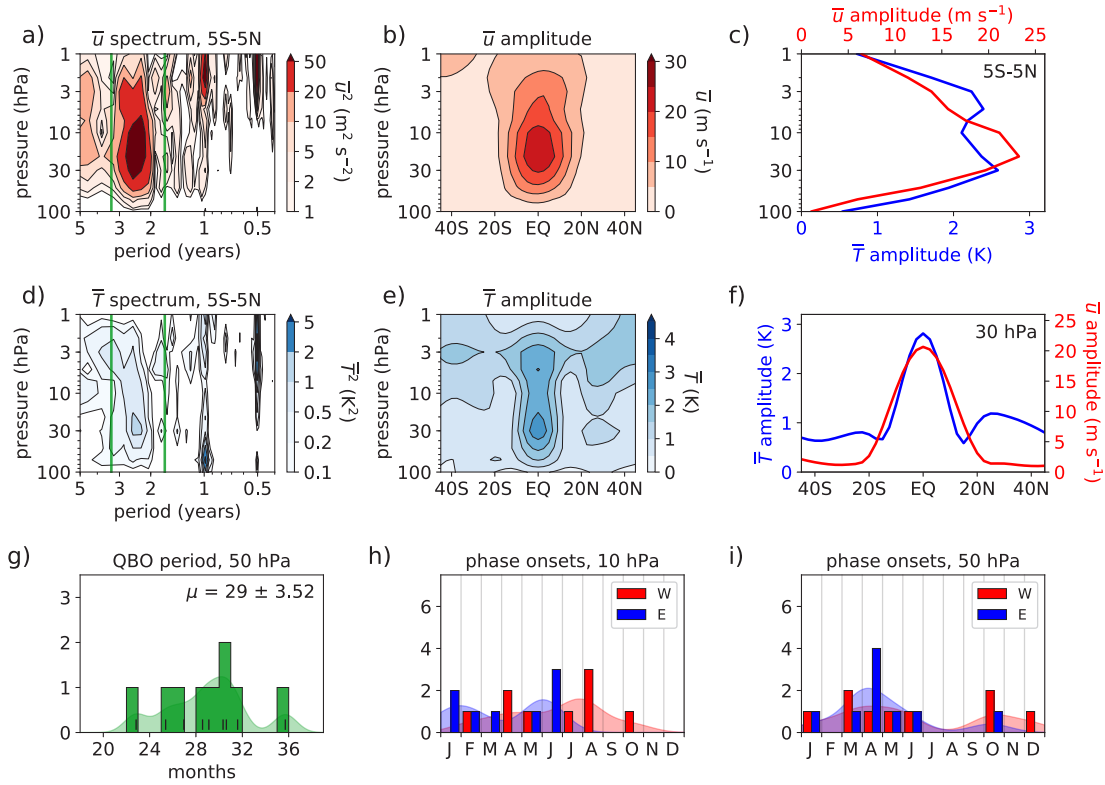 a) u̅ spectrum, 5S-5N
1
3
10
30
100
pressure (hPa)
5 3 2 1 0.5
period (years)
50
20
10
5
2
1
u̅² (m² s⁻²)
b) u̅ amplitude
1
3
10
30
100
pressure (hPa)
40S 20S EQ 20N 40N
30
20
10
0
u̅ (m s⁻¹)
c) u̅ amplitude (m s⁻¹)
0 5 10 15 20 25
5S-5N
1
3
10
30
100
pressure (hPa)
0 1 2 3
T̅ amplitude (K)
d) T̅ spectrum, 5S-5N
1
3
10
30
100
pressure (hPa)
5 3 2 1 0.5
period (years)
5
2
1
0.5
0.2
0.1
T̅² (K²)
e) T̅ amplitude
1
3
10
30
100
pressure (hPa)
40S 20S EQ 20N 40N
4
3
2
1
0
T̅ (K)
f)
30 hPa
3
2
1
0
T̅ amplitude (K)
40S 20S EQ 20N 40N
25
20
15
10
5
0
u̅ amplitude (m s⁻¹)
g) QBO period, 50 hPa
μ = 29 ± 3.52
3
2
1
0
20 24 28 32 36
months
h) phase onsets, 10 hPa
W
E
6
4
2
0
J F M A M J J A S O N D
i) phase onsets, 50 hPa
W
E
6
4
2
0
J F M A M J J A S O N D